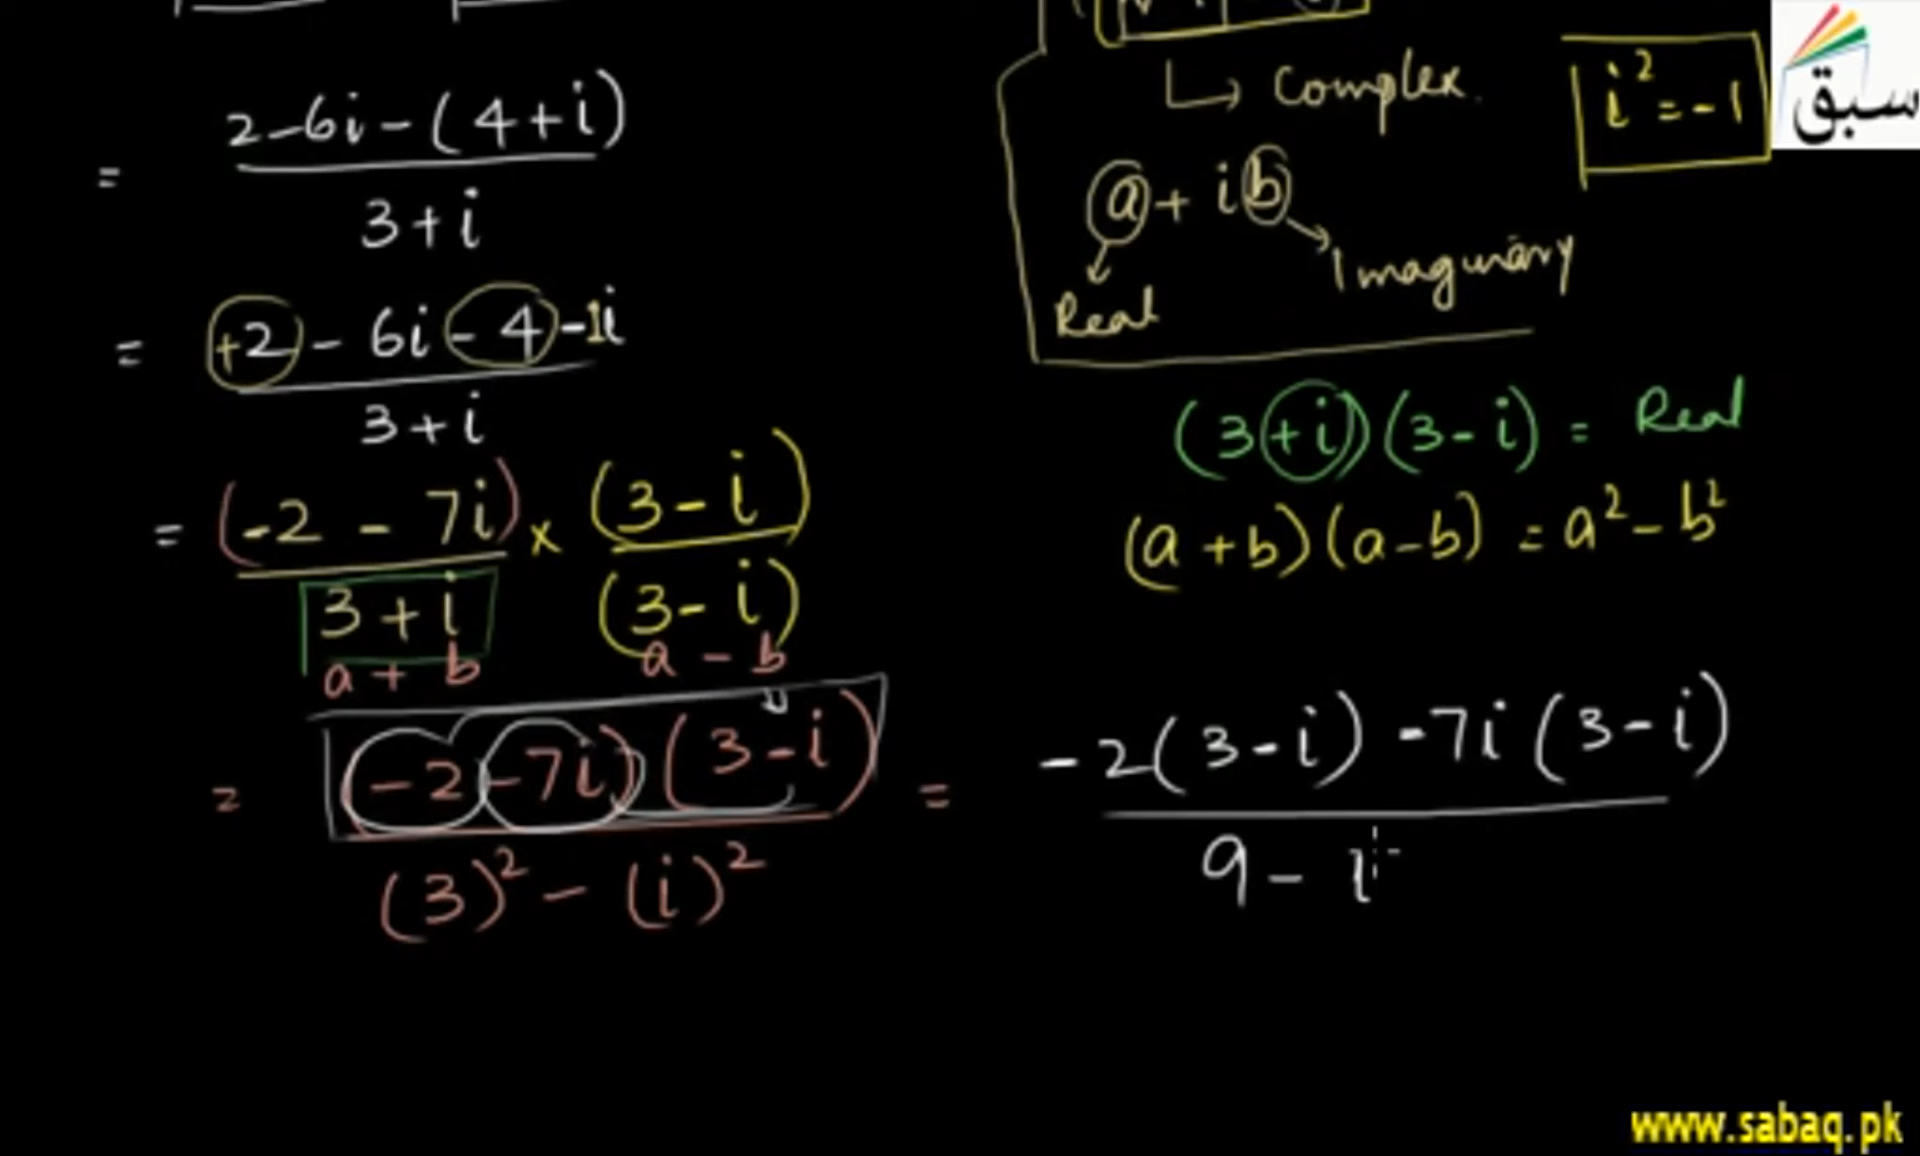 = 2-6i-(4+i) / 3+i
= +2 - 6i - 4 - 1i / 3+i
= (-2 - 7i) / 3+i × (3-i) / (3-i)
a + b a - b
= (-2-7i)(3-i) / (3)² - (i)² = -2(3-i) -7i(3-i) / 9 - i
↳ Complex.
i² = -1
سبق
a + ib
Real Imaginary
(3+i)(3-i) = Real
(a+b)(a-b) = a² - b²
www.sabaq.pk